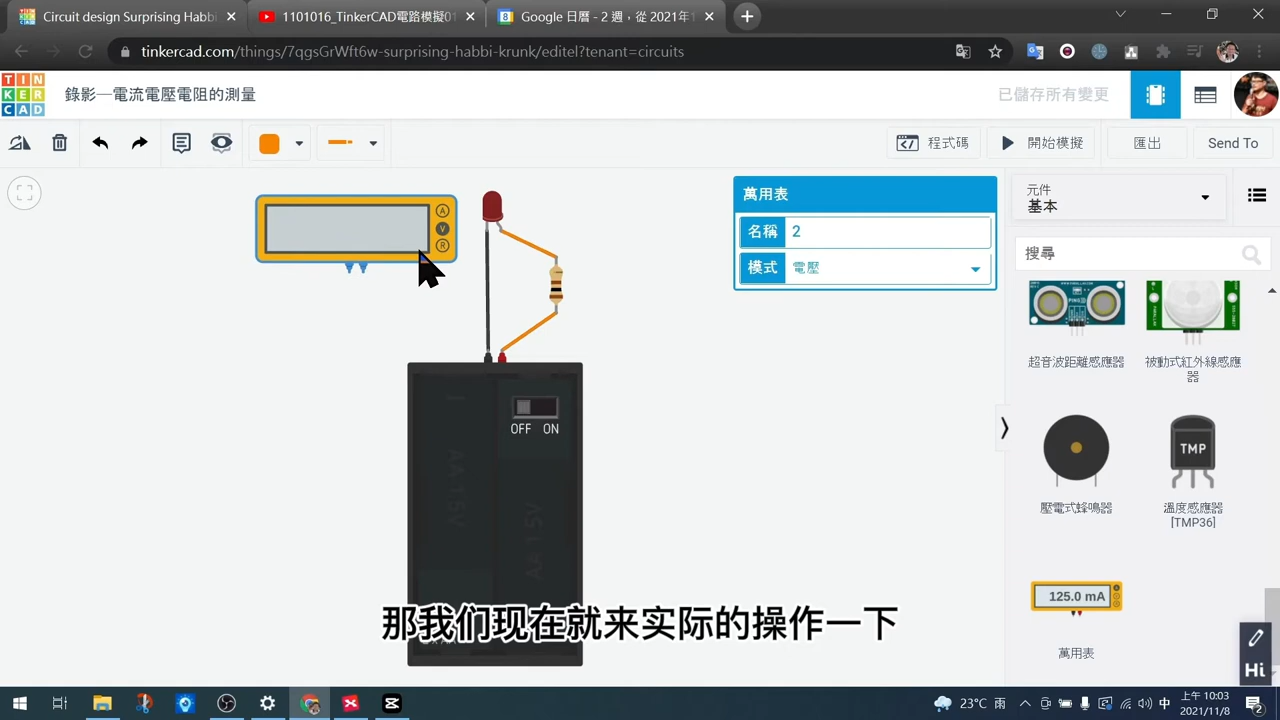 Circuit design Surprising Habbi
1101016_TinkerCAD電路模擬01
Google 日曆 - 2 週，從 2021年1
tinkercad.com/things/7qgsGrWft6w-surprising-habbi-krunk/editel?tenant=circuits
TIN
KER
CAD
錄影─電流電壓電阻的測量
已儲存所有變更
程式碼
開始模擬
匯出
Send To
A
V
R
萬用表
名稱 2
模式 電壓
元件
基本
搜尋
超音波距離感應器
被動式紅外線感應器
壓電式蜂鳴器
TMP
溫度感應器
[TMP36]
125.0 mA
萬用表
OFF ON
AA 1.5V
AA 1.5V
那我们现在就来实际的操作一下
Hi
23°C 雨
中
上午 10:03
2021/11/8
2